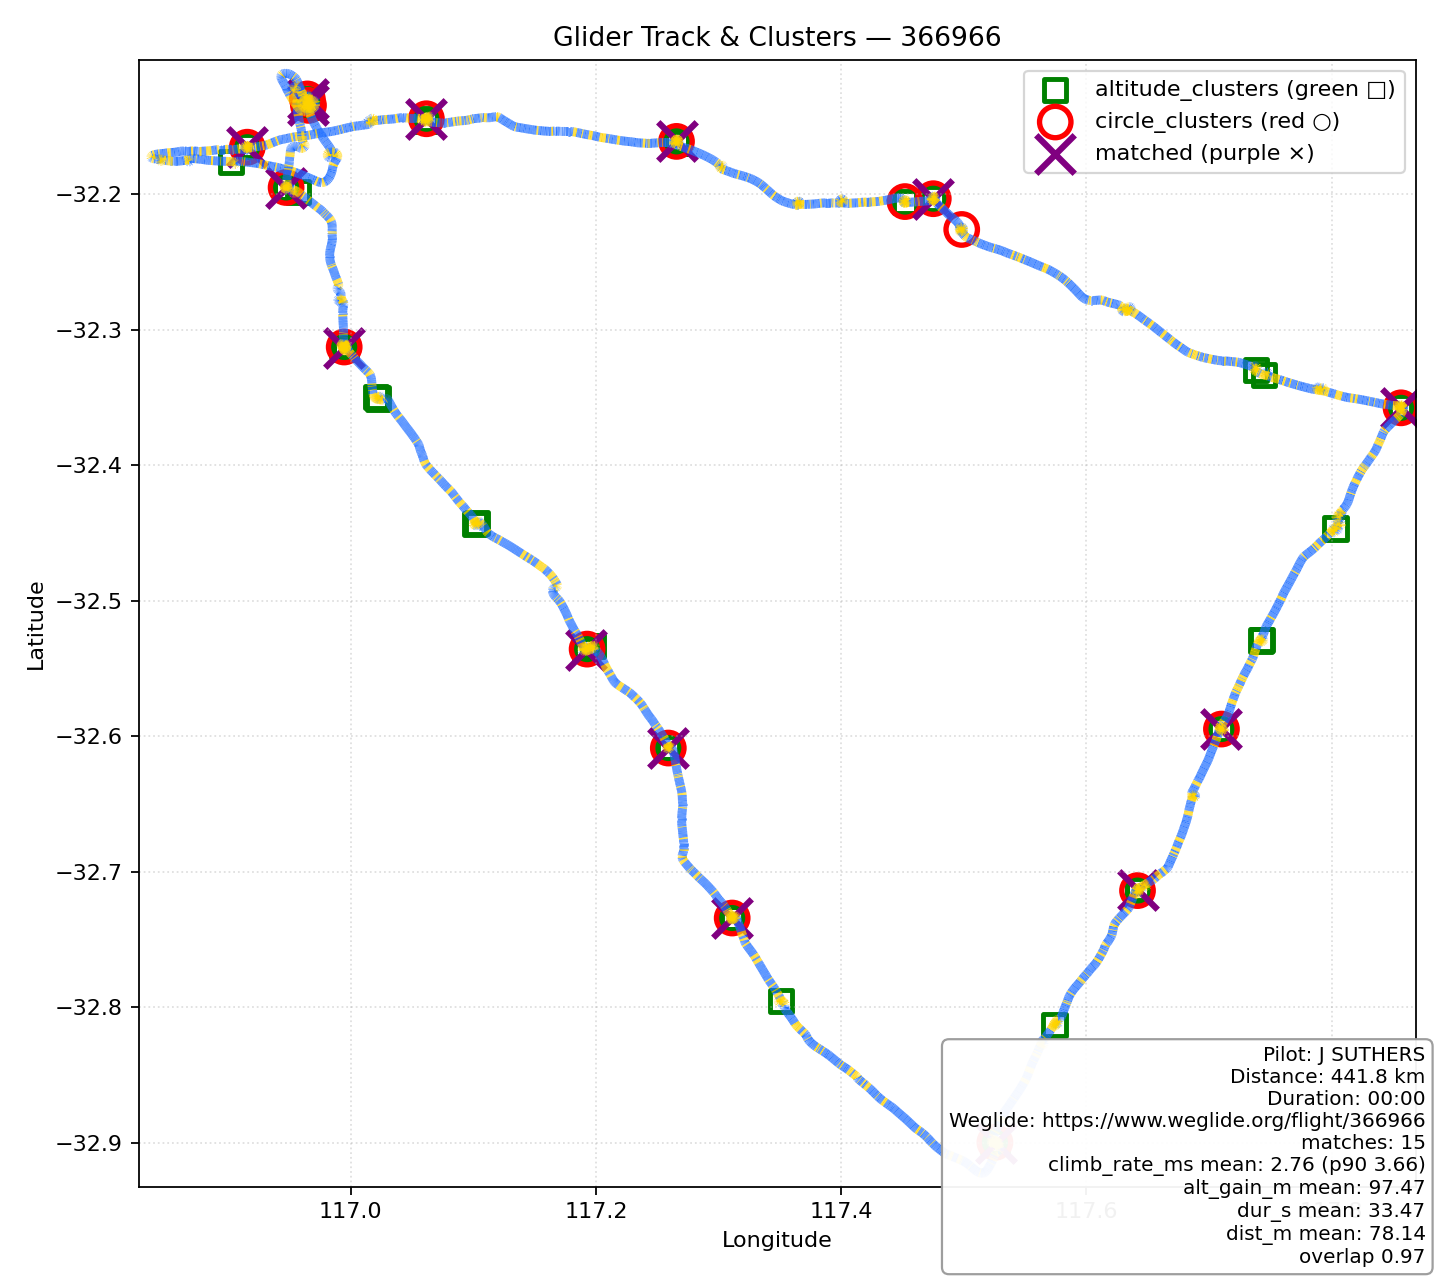 Glider Track & Clusters — 366966
altitude_clusters (green □)
circle_clusters (red ○)
matched (purple ×)
−32.2
−32.3
−32.4
−32.5
−32.6
−32.7
−32.8
−32.9
Latitude
117.0
117.2
117.4
117.6
Longitude
Pilot: J SUTHERS
Distance: 441.8 km
Duration: 00:00
Weglide: https://www.weglide.org/flight/366966
matches: 15
climb_rate_ms mean: 2.76 (p90 3.66)
alt_gain_m mean: 97.47
dur_s mean: 33.47
dist_m mean: 78.14
overlap 0.97